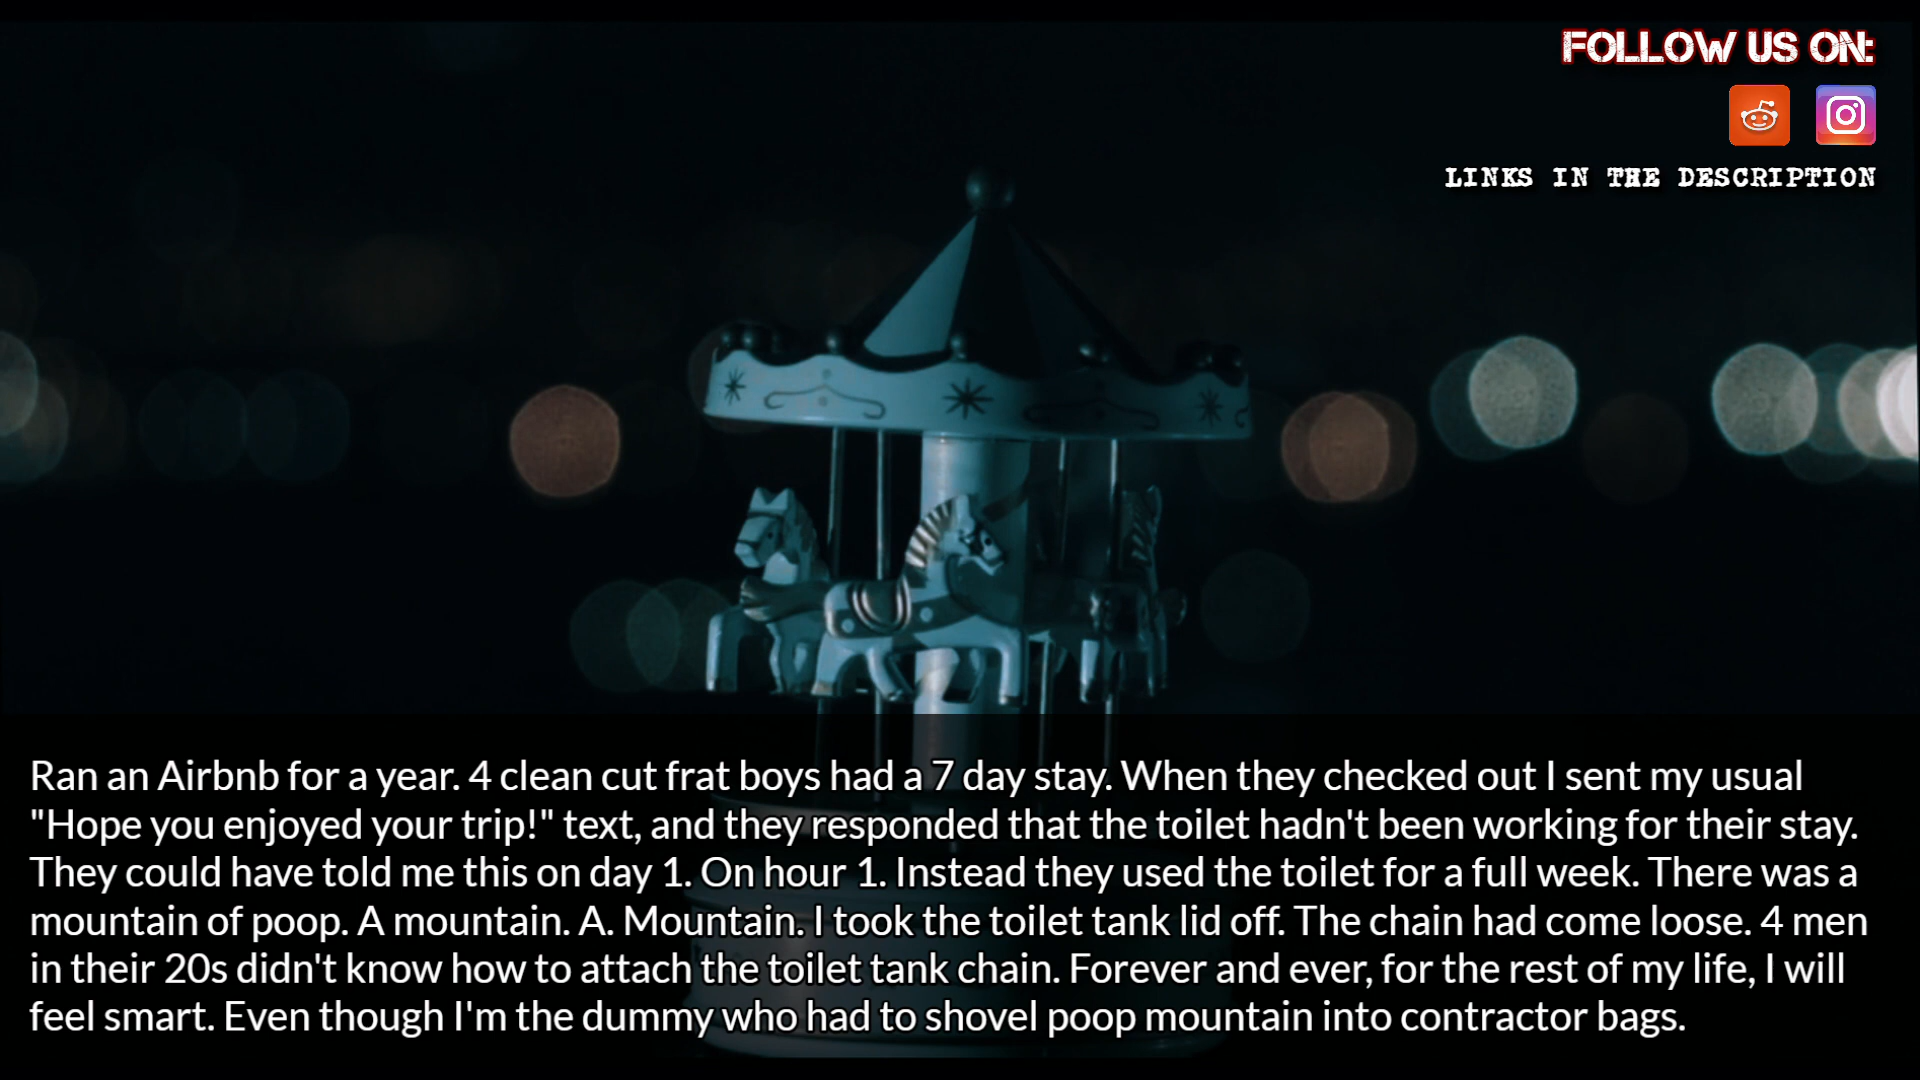 FOLLOW US ON:
LINKS IN THE DESCRIPTION
Ran an Airbnb for a year. 4 clean cut frat boys had a 7 day stay. When they checked out I sent my usual
"Hope you enjoyed your trip!" text, and they responded that the toilet hadn't been working for their stay.
They could have told me this on day 1. On hour 1. Instead they used the toilet for a full week. There was a
mountain of poop. A mountain. A. Mountain. I took the toilet tank lid off. The chain had come loose. 4 men
in their 20s didn't know how to attach the toilet tank chain. Forever and ever, for the rest of my life, I will
feel smart. Even though I'm the dummy who had to shovel poop mountain into contractor bags.